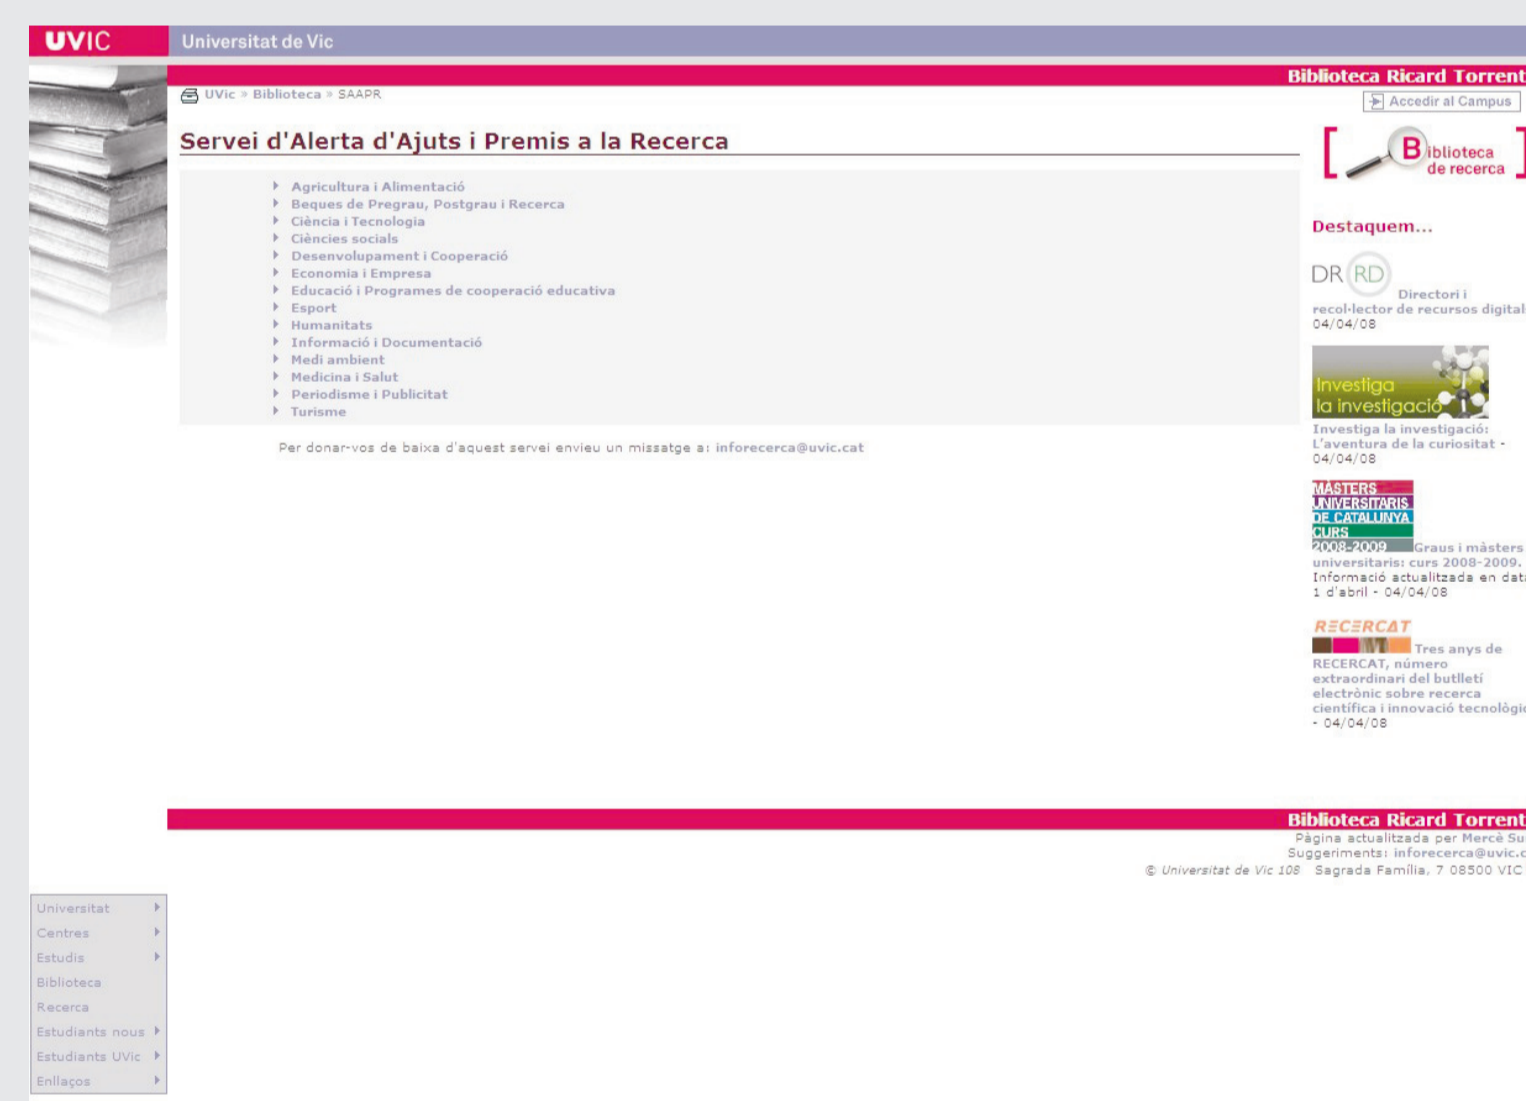 UVIC
Universitat de Vic
Biblioteca Ricard Torrent
UVic » Biblioteca » SAAPR
Accedir al Campus
Servei d'Alerta d'Ajuts i Premis a la Recerca
Agricultura i Alimentació
Beques de Pregrau, Postgrau i Recerca
Ciència i Tecnologia
Ciències socials
Desenvolupament i Cooperació
Economia i Empresa
Educació i Programes de cooperació educativa
Esport
Humanitats
Informació i Documentació
Medi ambient
Medicina i Salut
Periodisme i Publicitat
Turisme
Per donar-vos de baixa d'aquest servei envieu un missatge a: inforecerca@uvic.cat
Biblioteca
de recerca
Destaquem...
DR RD
Directori i
recol·lector de recursos digital
04/04/08
Investiga
la investigació
Investiga la investigació:
L'aventura de la curiositat -
04/04/08
MÀSTERS
UNIVERSITARIS
DE CATALUNYA
CURS
2008-2009
Graus i màsters
universitaris: curs 2008-2009.
Informació actualitzada en dat
1 d'abril - 04/04/08
RECERCAT
Tres anys de
RECERCAT, número
extraordinari del butlletí
electrònic sobre recerca
científica i innovació tecnològi
- 04/04/08
Biblioteca Ricard Torrent
Pàgina actualitzada per Mercè Su
Suggeriments: inforecerca@uvic.c
© Universitat de Vic 108 Sagrada Família, 7 08500 VIC
Universitat
Centres
Estudis
Biblioteca
Recerca
Estudiants nous
Estudiants UVic
Enllaços